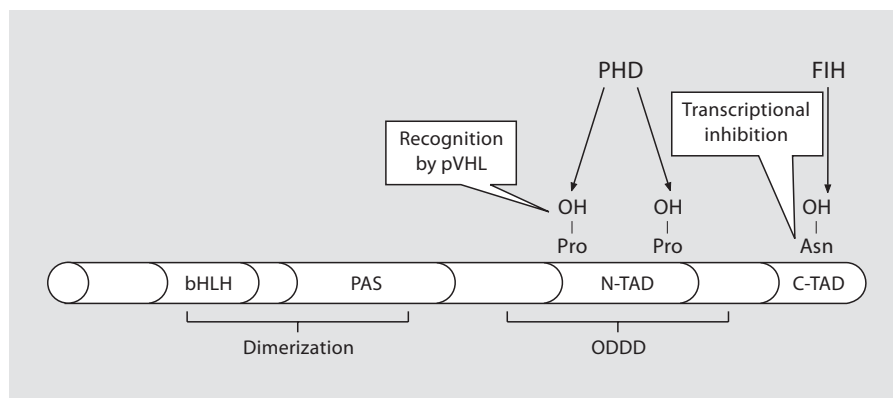 PHD
FIH
Transcriptional
inhibition
Recognition
by pVHL
OH
OH
OH
Pro
Pro
Asn
bHLH
PAS
N-TAD
C-TAD
Dimerization
ODDD